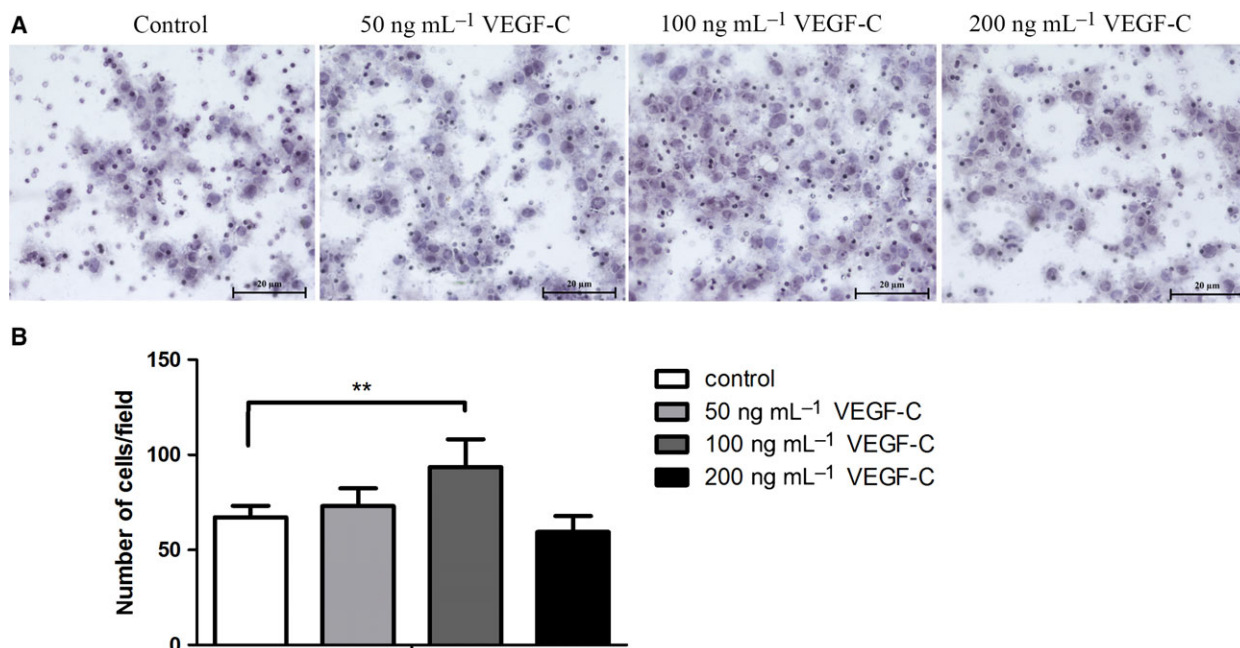 A
Control
50 ng mL⁻¹ VEGF-C
100 ng mL⁻¹ VEGF-C
200 ng mL⁻¹ VEGF-C
20 µm
20 µm
20 µm
20 µm
B
Number of cells/field
150
100
50
0
**
control
50 ng mL⁻¹ VEGF-C
100 ng mL⁻¹ VEGF-C
200 ng mL⁻¹ VEGF-C